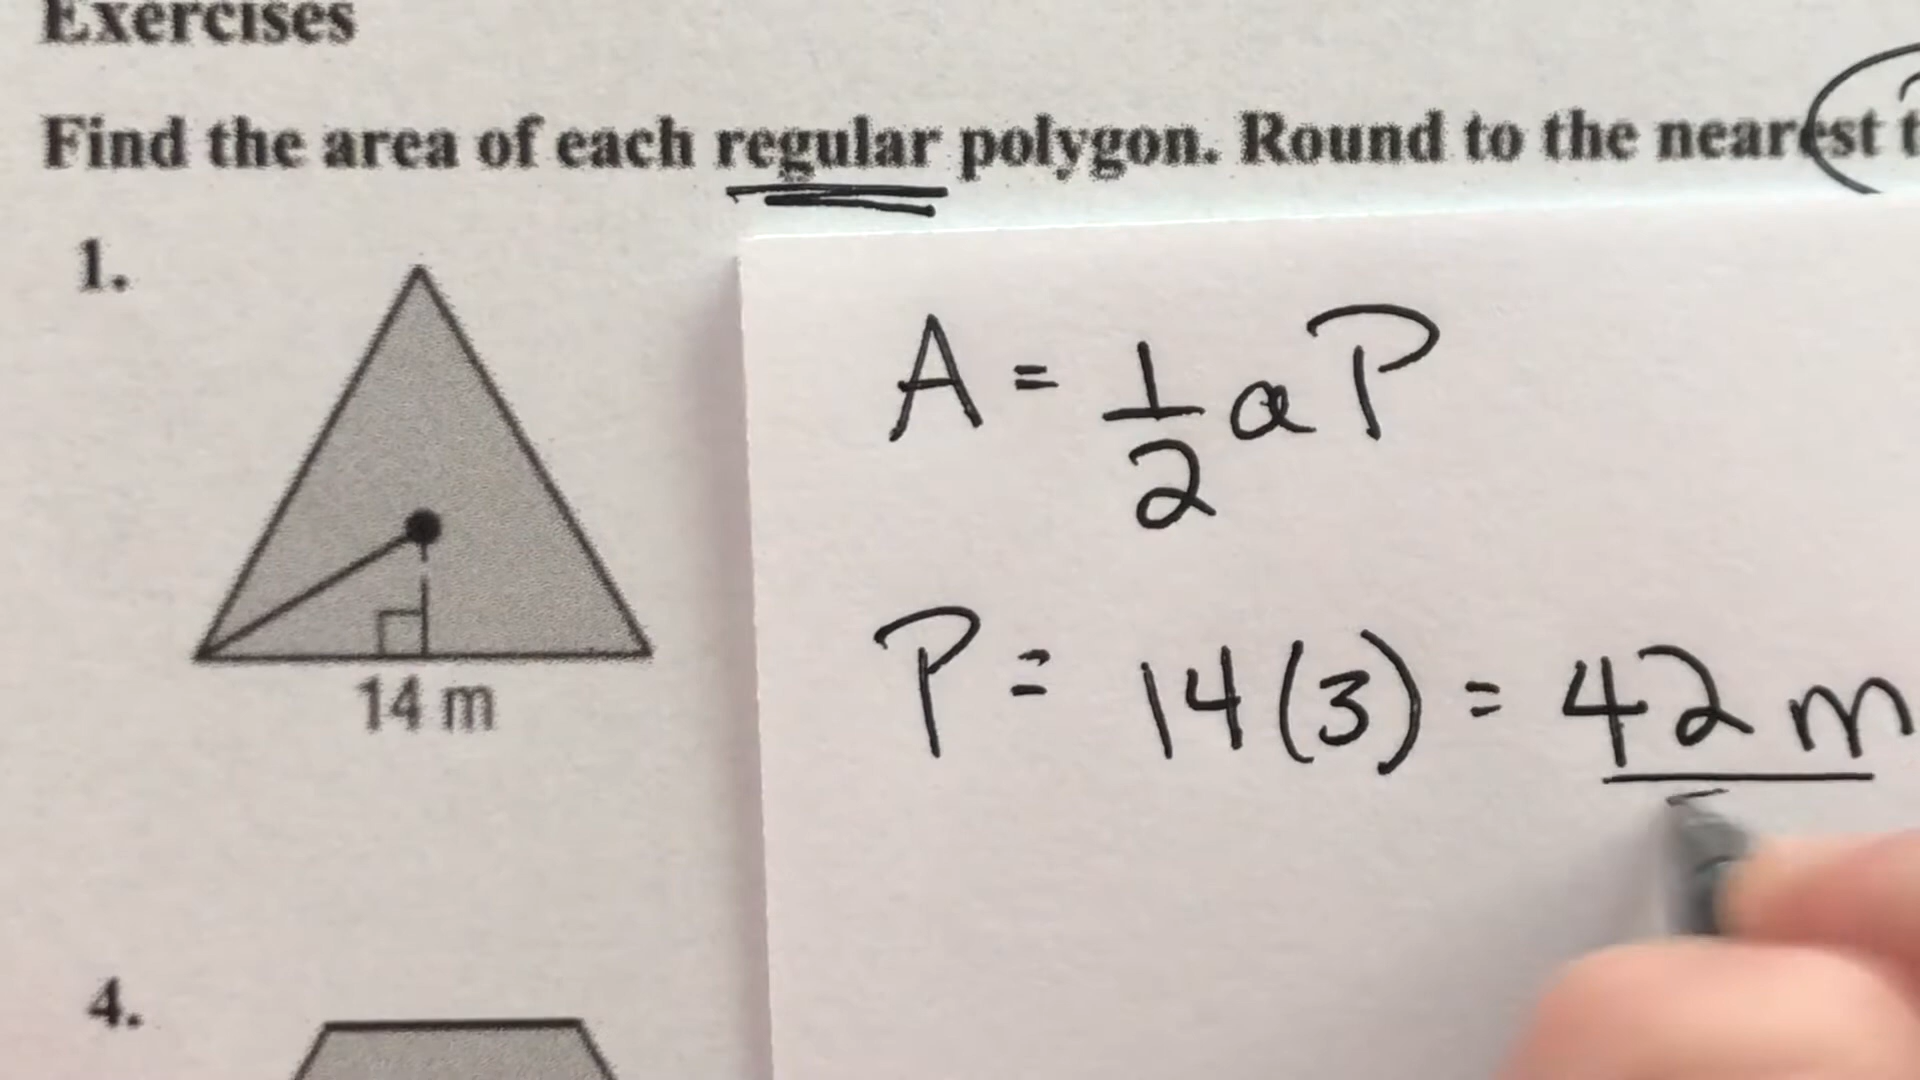 Exercises
Find the area of each regular polygon. Round to the nearest t
1.
A = 1/2 aP
14 m
P = 14(3) = 42 m
4.